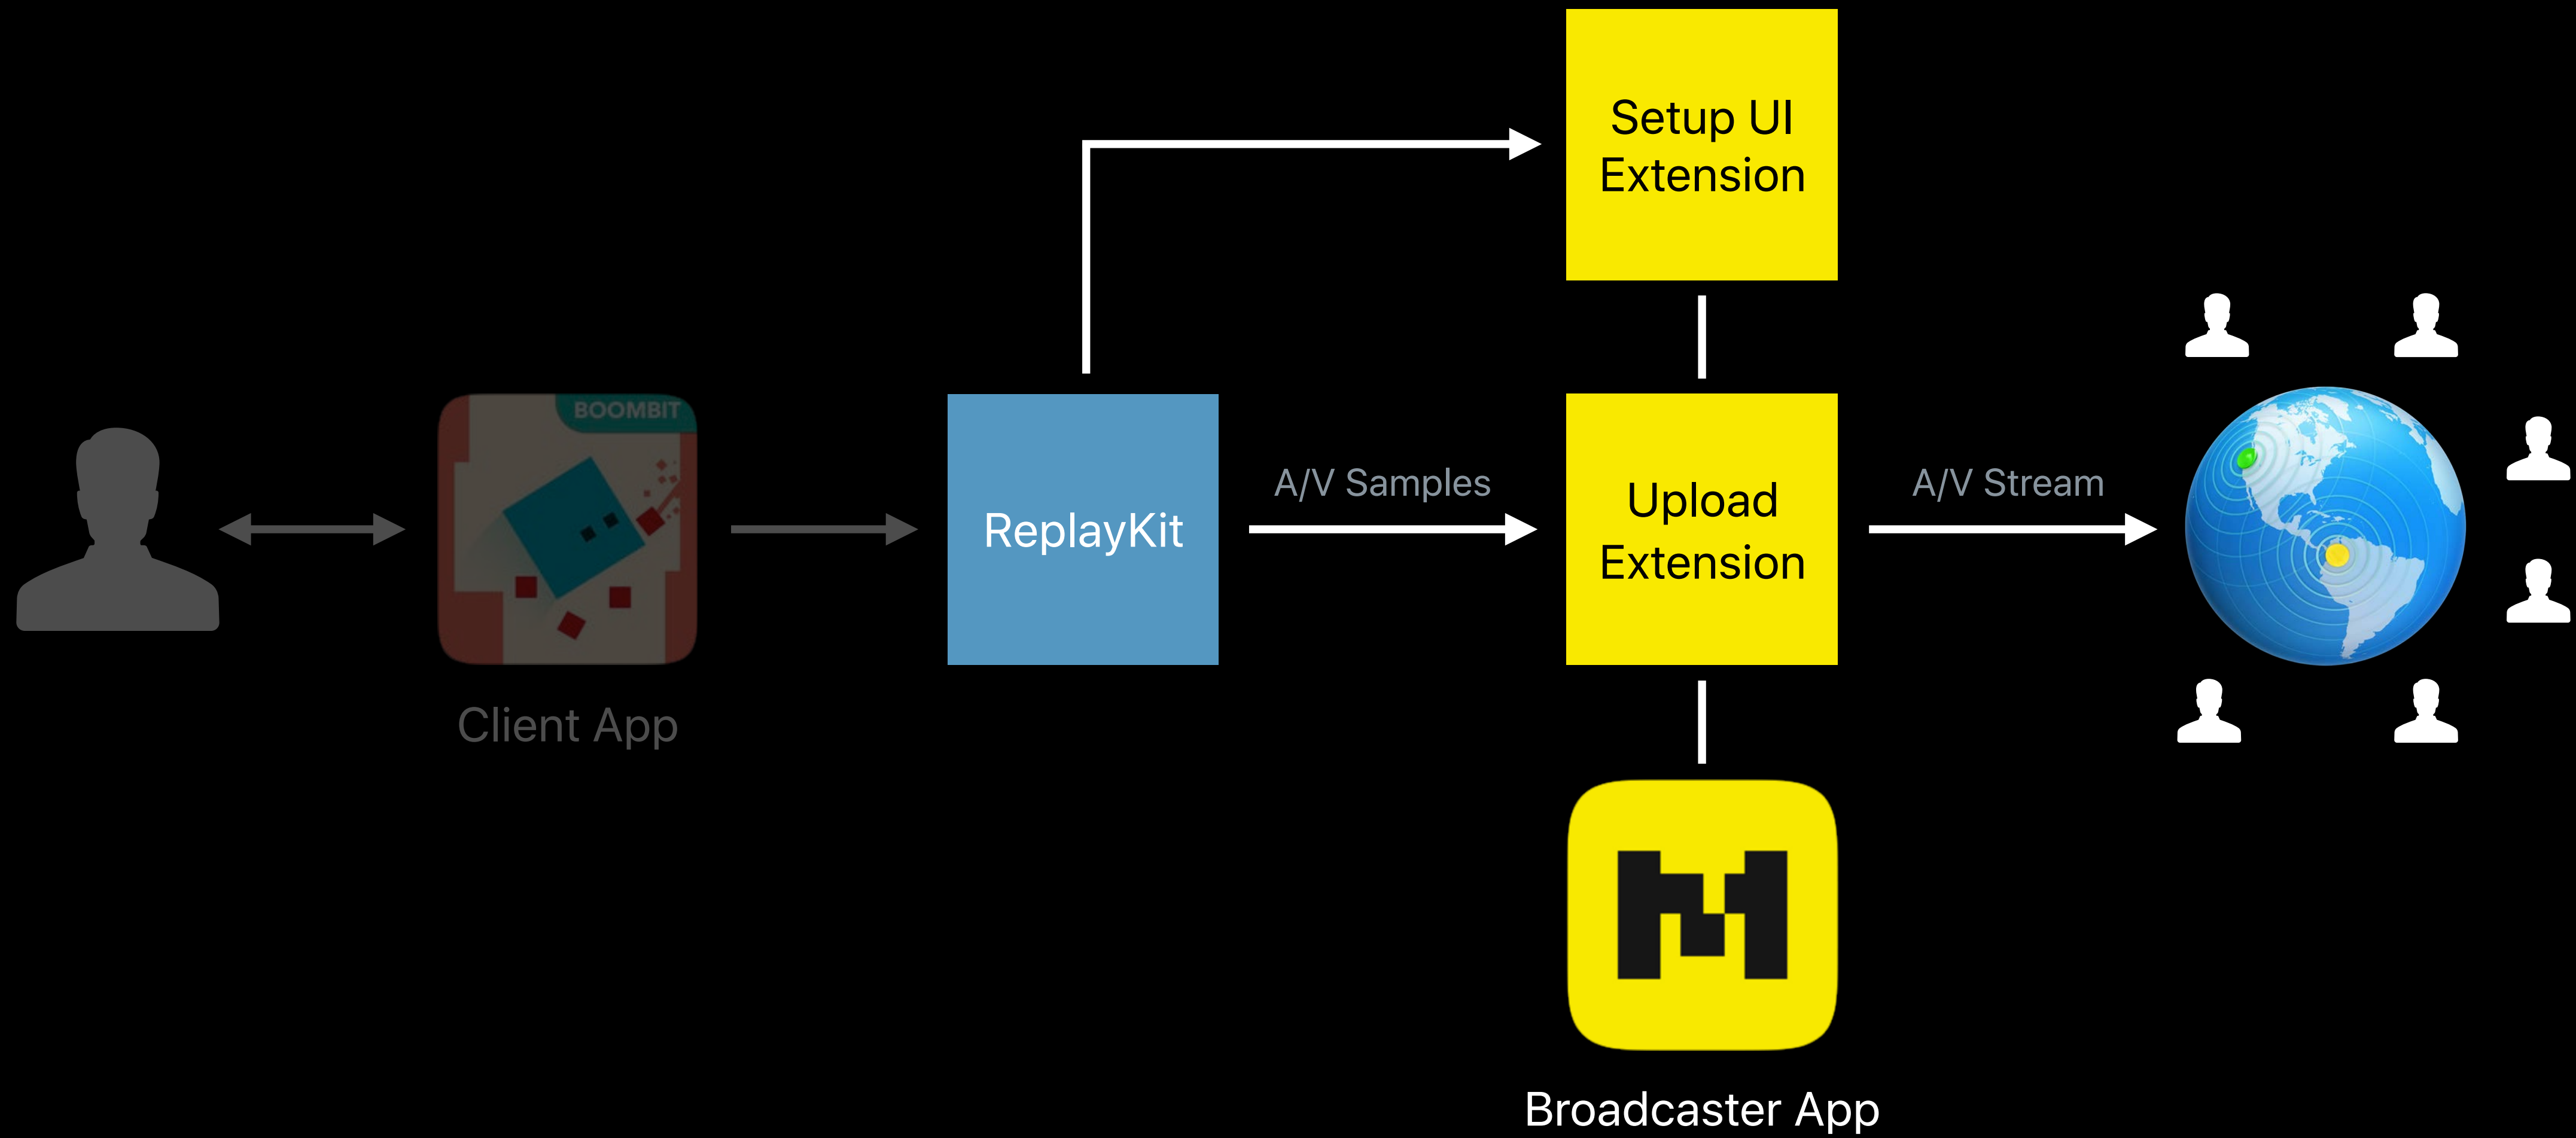 Setup UI
Extension
BOOMBIT
ReplayKit
A/V Samples
Upload
Extension
A/V Stream
Client App
M
Broadcaster App